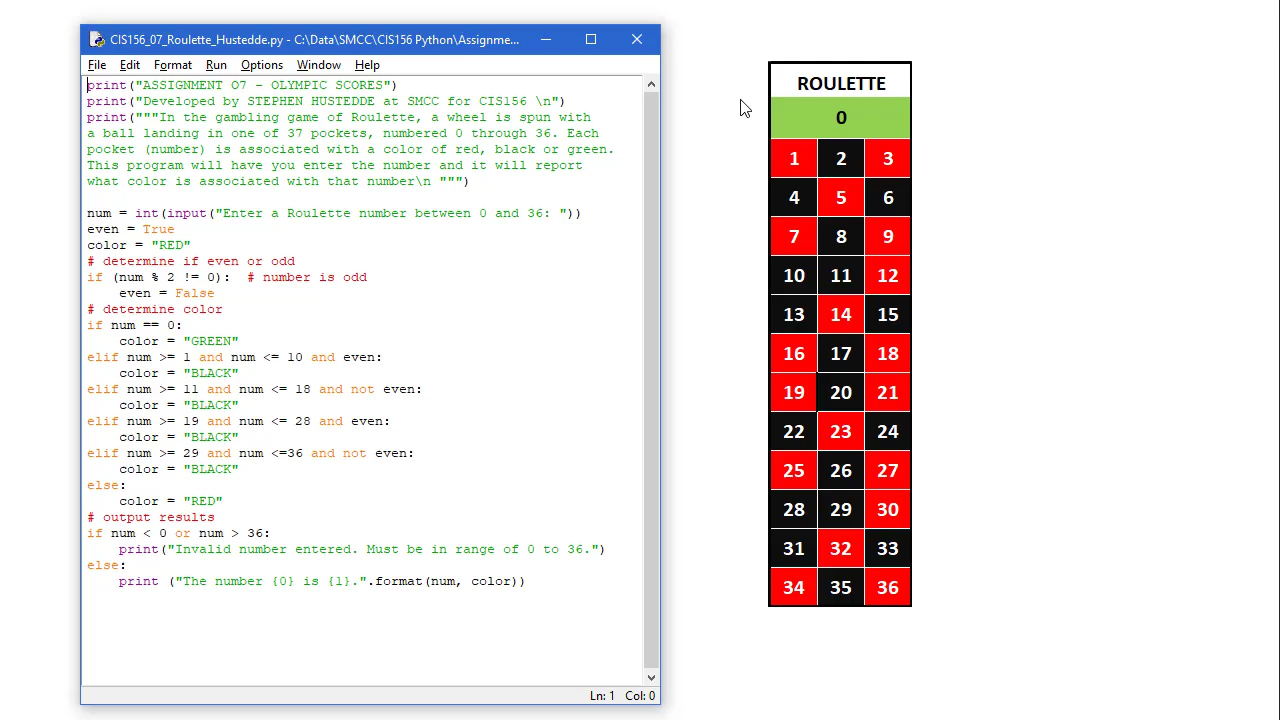 CIS156_07_Roulette_Hustedde.py - C:\Data\SMCC\CIS156 Python\Assignme...
File Edit Format Run Options Window Help
print("ASSIGNMENT O7 - OLYMPIC SCORES")
print("Developed by STEPHEN HUSTEDDE at SMCC for CIS156 \n")
print("""In the gambling game of Roulette, a wheel is spun with
a ball landing in one of 37 pockets, numbered 0 through 36. Each
pocket (number) is associated with a color of red, black or green.
This program will have you enter the number and it will report
what color is associated with that number\n """)
num = int(input("Enter a Roulette number between 0 and 36: "))
even = True
color = "RED"
# determine if even or odd
if (num % 2 != 0):  # number is odd
    even = False
# determine color
if num == 0:
    color = "GREEN"
elif num >= 1 and num <= 10 and even:
    color = "BLACK"
elif num >= 11 and num <= 18 and not even:
    color = "BLACK"
elif num >= 19 and num <= 28 and even:
    color = "BLACK"
elif num >= 29 and num <=36 and not even:
    color = "BLACK"
else:
    color = "RED"
# output results
if num < 0 or num > 36:
    print("Invalid number entered. Must be in range of 0 to 36.")
else:
    print ("The number {0} is {1}.".format(num, color))
Ln: 1 Col: 0
ROULETTE
0
1 2 3
4 5 6
7 8 9
10 11 12
13 14 15
16 17 18
19 20 21
22 23 24
25 26 27
28 29 30
31 32 33
34 35 36